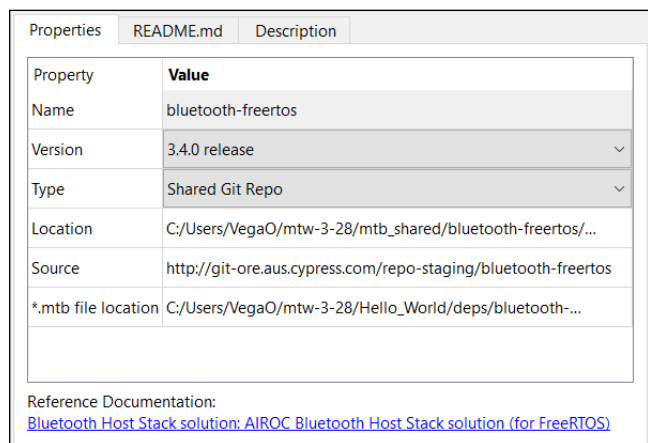 Properties README.md Description
Property Value
Name bluetooth-freertos
Version 3.4.0 release
Type Shared Git Repo
Location C:/Users/VegaO/mtw-3-28/mtb_shared/bluetooth-freertos/...
Source http://git-ore.aus.cypress.com/repo-staging/bluetooth-freertos
*.mtb file location C:/Users/VegaO/mtw-3-28/Hello_World/deps/bluetooth-...
Reference Documentation:
Bluetooth Host Stack solution: AIROC Bluetooth Host Stack solution (for FreeRTOS)